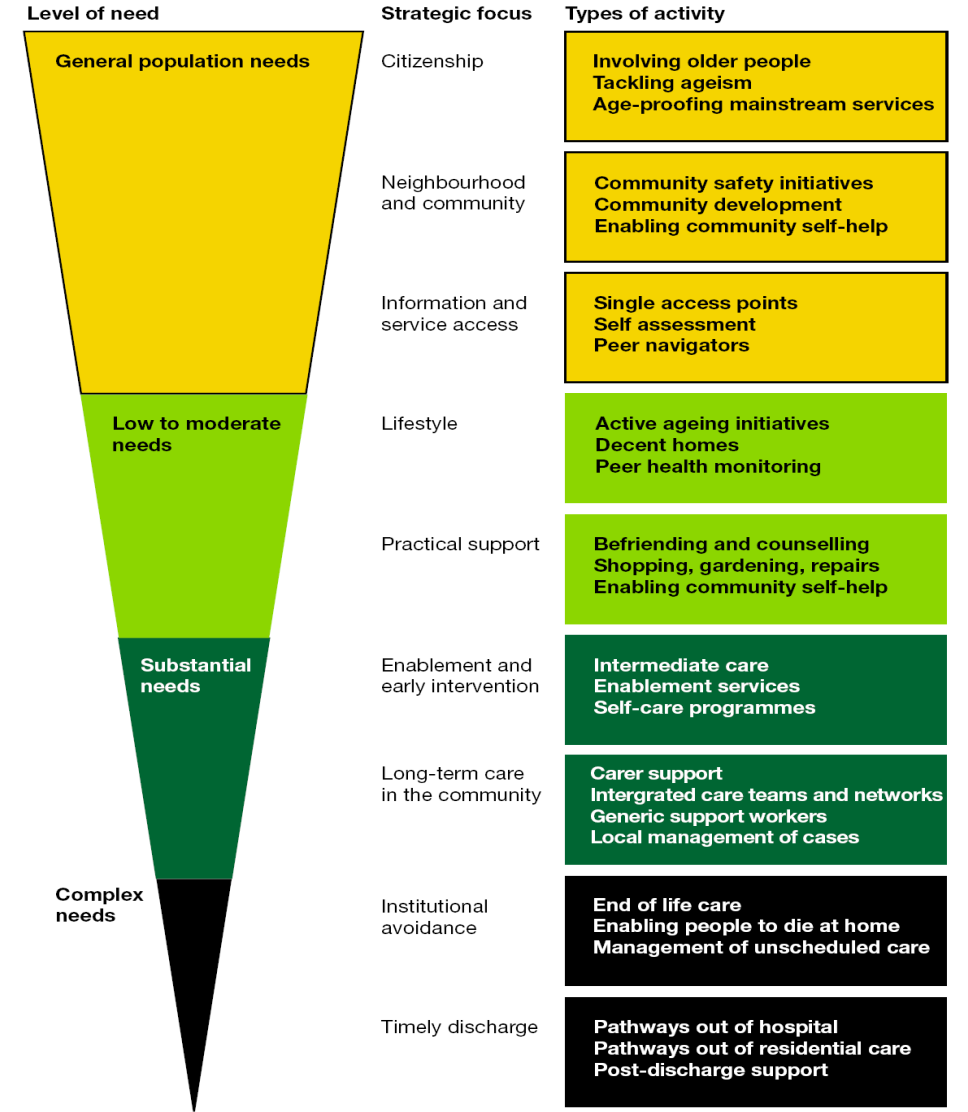 Level of need
Strategic focus
Types of activity
General population needs
Citizenship
Involving older people
Tackling ageism
Age-proofing mainstream services
Neighbourhood
and community
Community safety initiatives
Community development
Enabling community self-help
Information and
service access
Single access points
Self assessment
Peer navigators
Low to moderate
needs
Lifestyle
Active ageing initiatives
Decent homes
Peer health monitoring
Practical support
Befriending and counselling
Shopping, gardening, repairs
Enabling community self-help
Substantial
needs
Enablement and
early intervention
Intermediate care
Enablement services
Self-care programmes
Long-term care
in the community
Carer support
Intergrated care teams and networks
Generic support workers
Local management of cases
Complex
needs
Institutional
avoidance
End of life care
Enabling people to die at home
Management of unscheduled care
Timely discharge
Pathways out of hospital
Pathways out of residential care
Post-discharge support